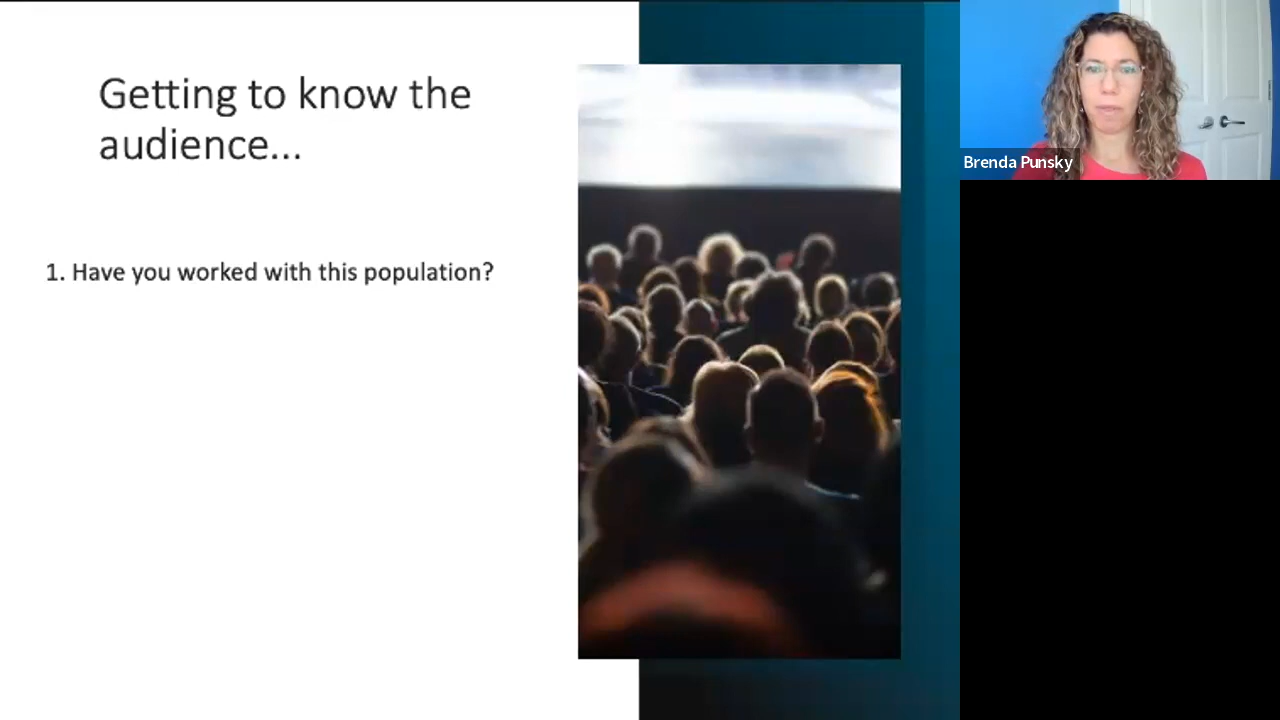 Getting to know the
audience...
1. Have you worked with this population?
Brenda Punsky